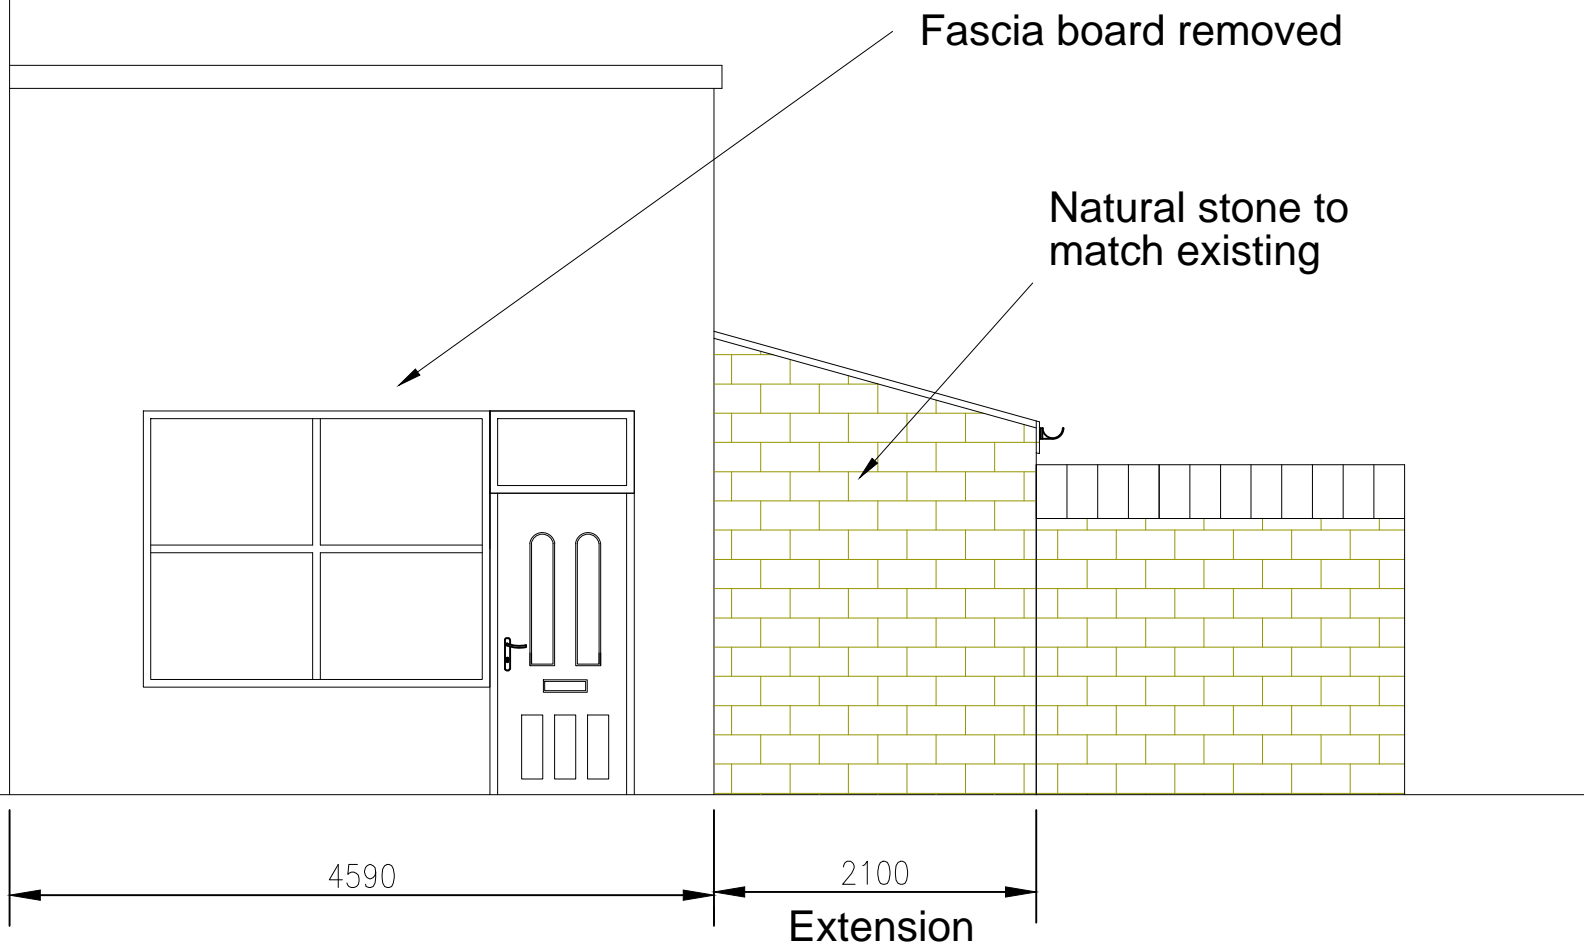 Fascia board removed
Natural stone to
match existing
4590
2100
Extension